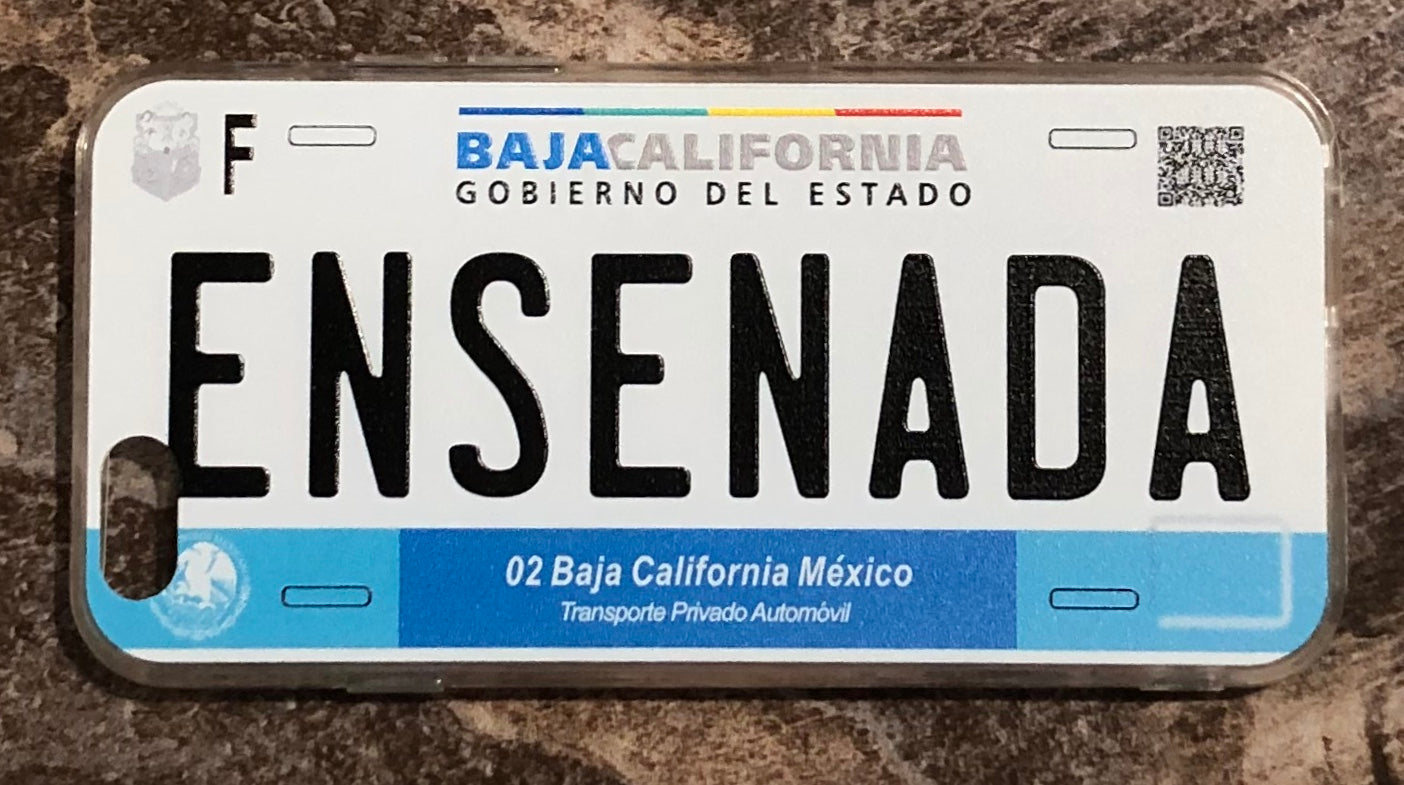 F
BAJACALIFORNIA
GOBIERNO DEL ESTADO
ENSENADA
02 Baja California México
Transporte Privado Automóvil